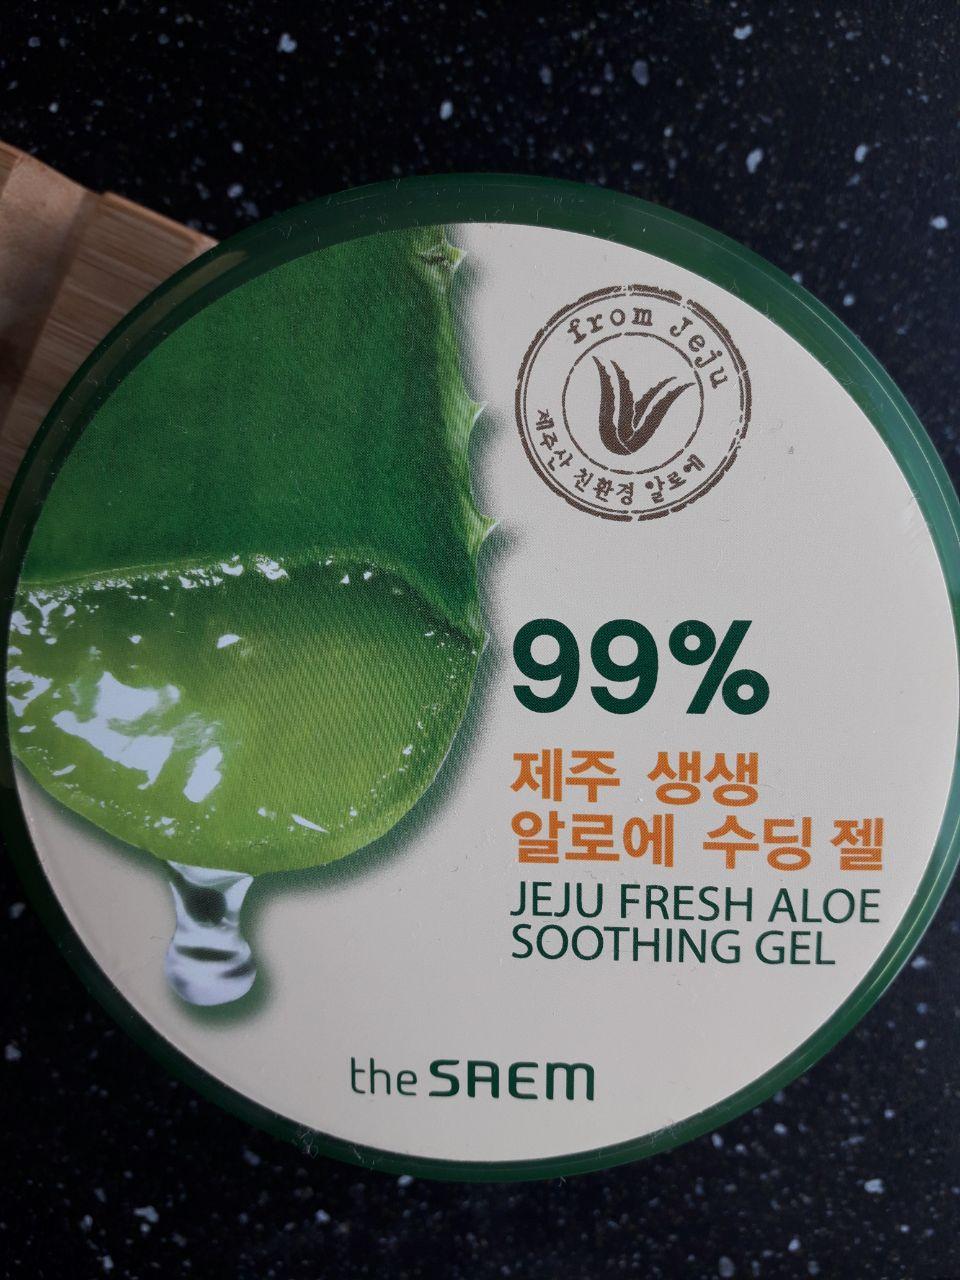 from jeju
제주산 친환경 알로에
99%
제주 생생
알로에 수딩 젤
JEJU FRESH ALOE
SOOTHING GEL
the SAEM